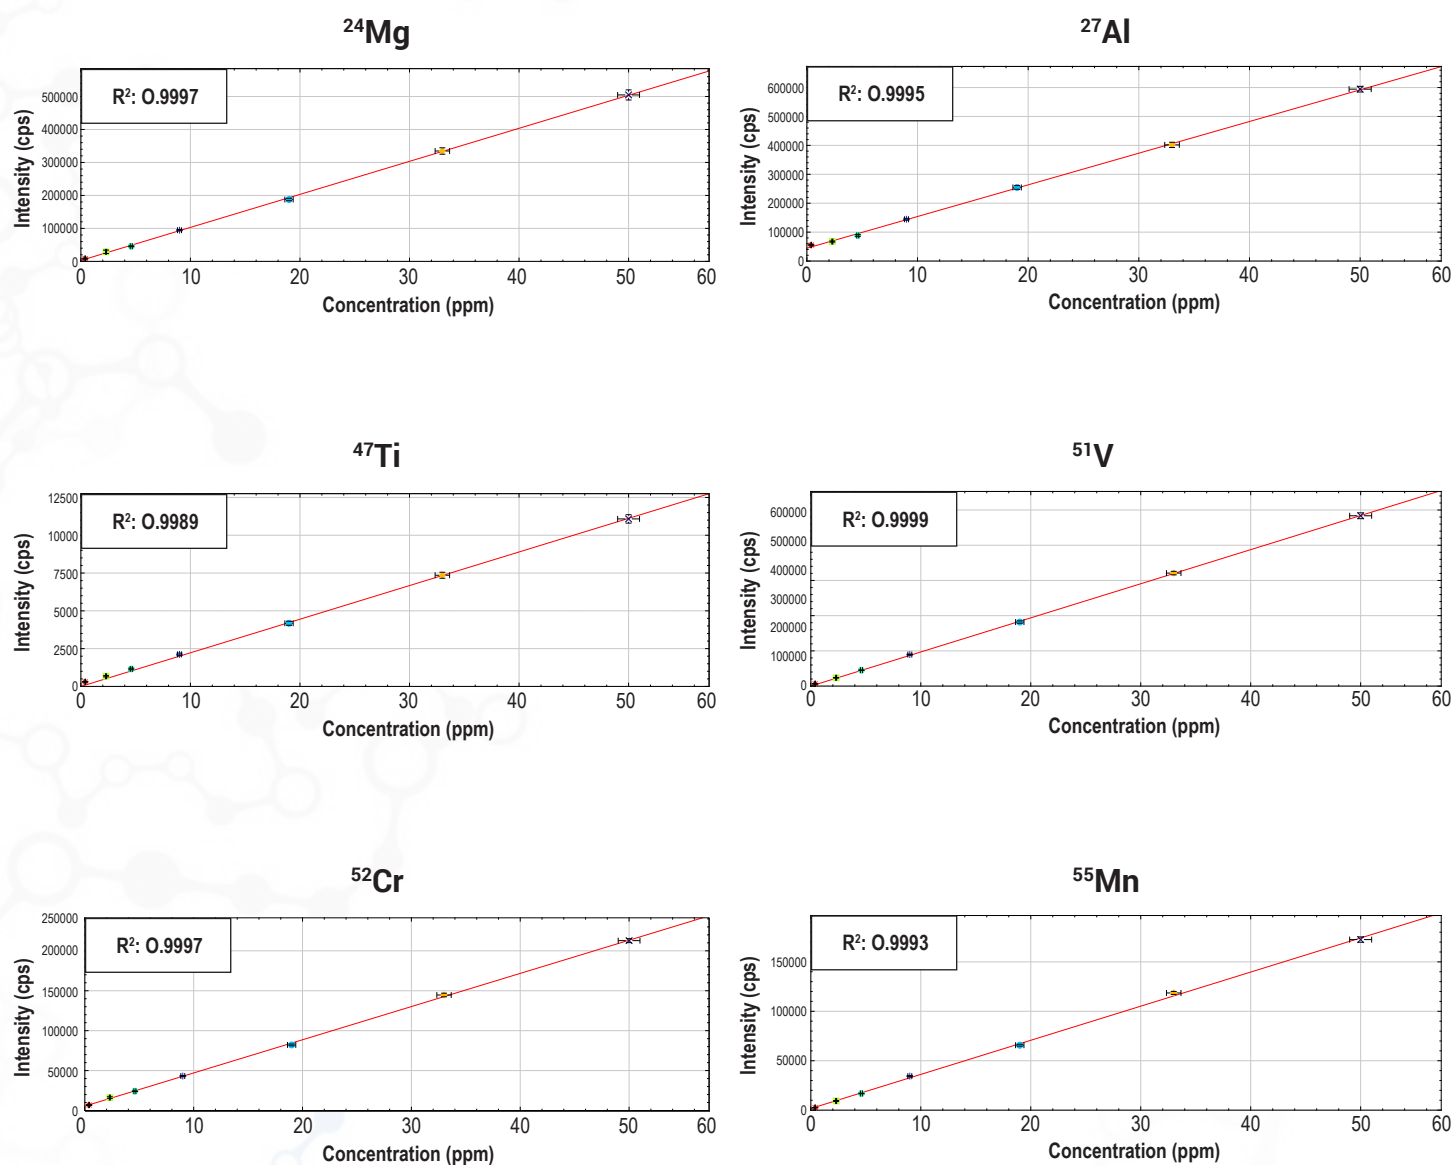 ²⁴Mg
R²: 0.9997
Intensity (cps)
500000
400000
300000
200000
100000
0
0 10 20 30 40 50 60
Concentration (ppm)
²⁷Al
R²: 0.9995
Intensity (cps)
600000
500000
400000
300000
200000
100000
0
0 10 20 30 40 50 60
Concentration (ppm)
⁴⁷Ti
R²: 0.9989
Intensity (cps)
12500
10000
7500
5000
2500
0
0 10 20 30 40 50 60
Concentration (ppm)
⁵¹V
R²: 0.9999
Intensity (cps)
600000
500000
400000
300000
200000
100000
0
0 10 20 30 40 50 60
Concentration (ppm)
⁵²Cr
R²: 0.9997
Intensity (cps)
250000
200000
150000
100000
50000
0
0 10 20 30 40 50 60
Concentration (ppm)
⁵⁵Mn
R²: 0.9993
Intensity (cps)
150000
100000
50000
0
0 10 20 30 40 50 60
Concentration (ppm)